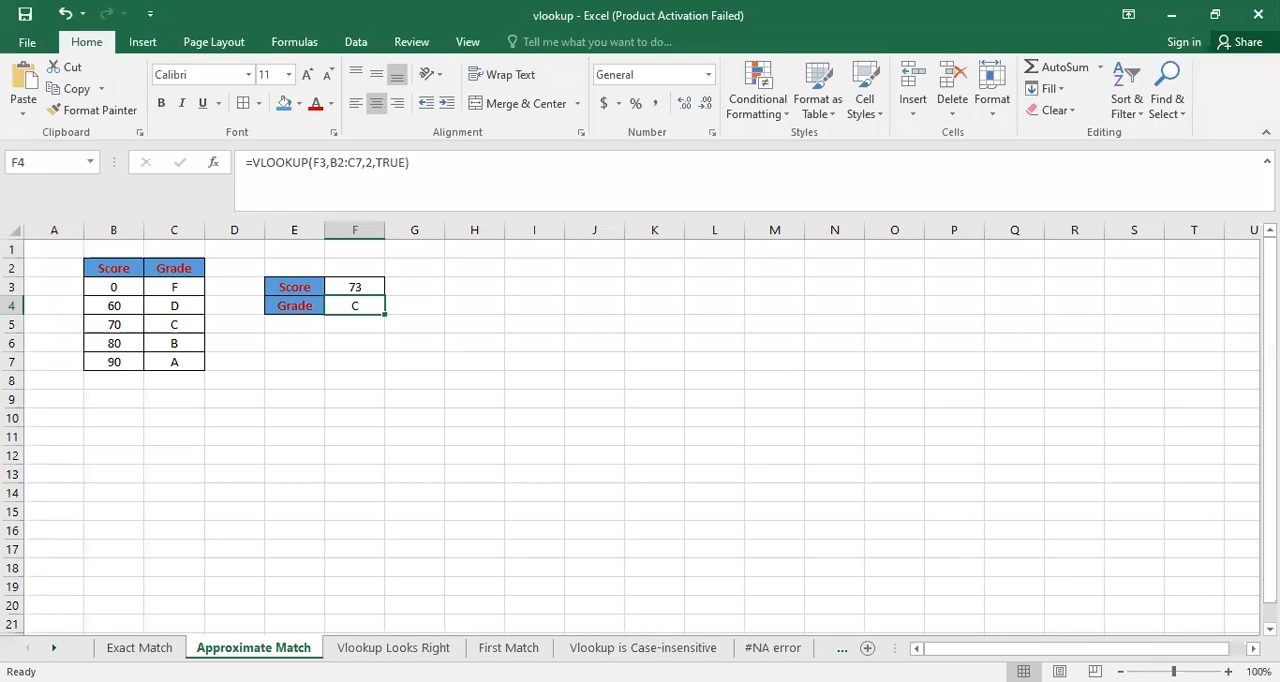 vlookup - Excel (Product Activation Failed)
File Home Insert Page Layout Formulas Data Review View Tell me what you want to do... Sign in Share
Paste Cut Copy Format Painter Clipboard
Calibri 11 B I U A Font
Wrap Text Merge & Center Alignment
General $ % , Number
Conditional Formatting Format as Table Cell Styles Styles
Insert Delete Format Cells
AutoSum Fill Clear Sort & Filter Find & Select Editing
F4 fx =VLOOKUP(F3,B2:C7,2,TRUE)
A B C D E F G H I J K L M N O P Q R S T U
1
2 Score Grade
3 0 F Score 73
4 60 D Grade C
5 70 C
6 80 B
7 90 A
8
9
10
11
12
13
14
15
16
17
18
19
20
21
Exact Match Approximate Match Vlookup Looks Right First Match Vlookup is Case-insensitive #NA error ...
Ready 100%